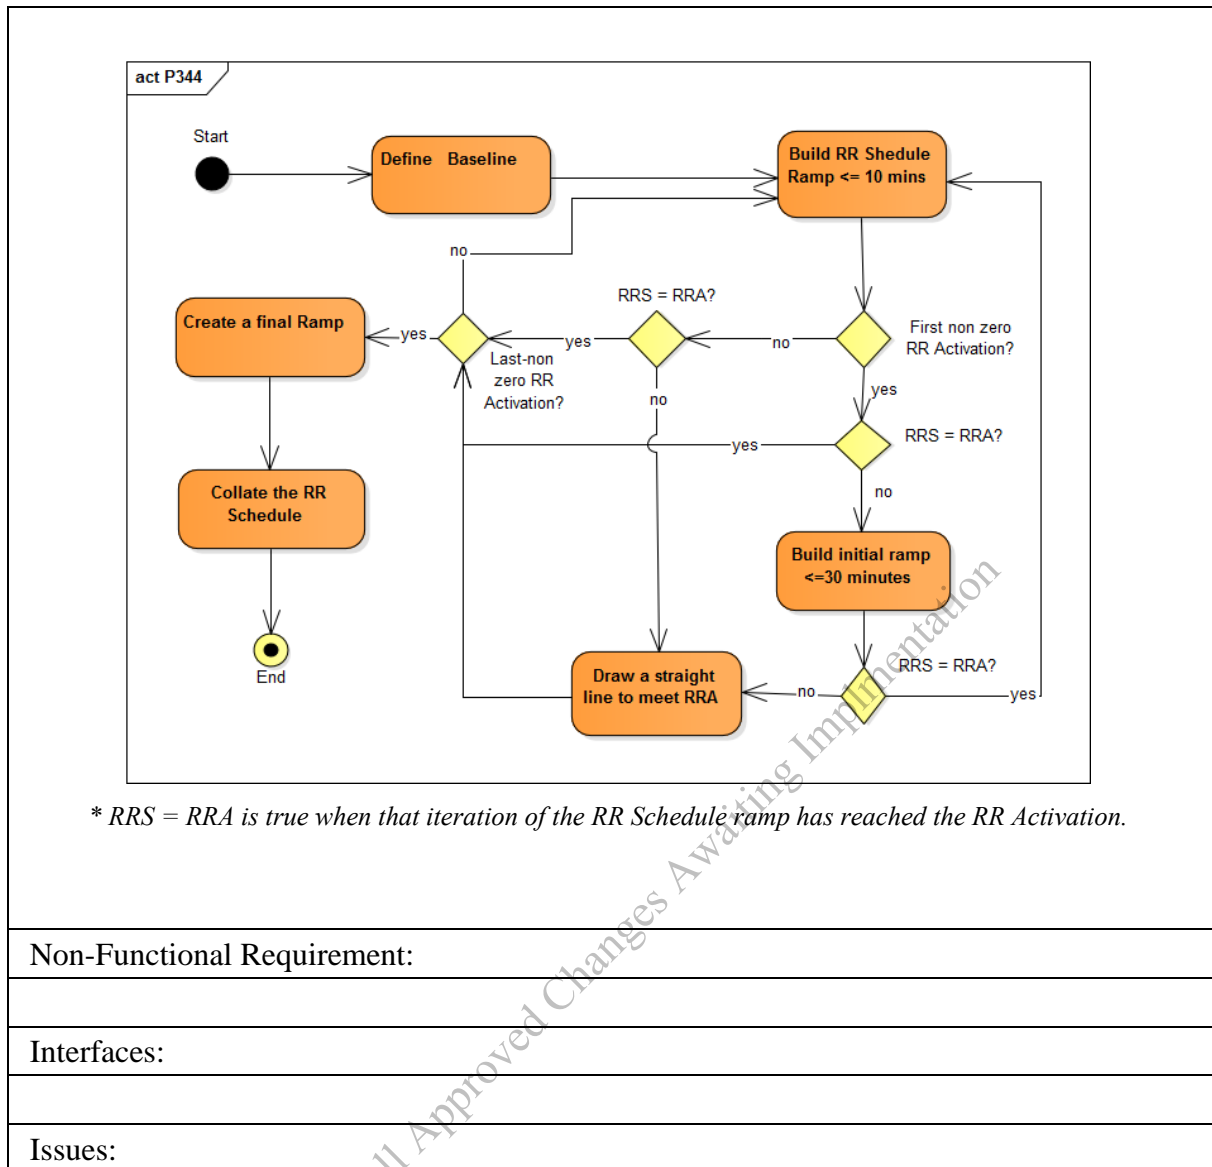 act P344
Start
Define Baseline
Build RR Shedule
Ramp <= 10 mins
no
RRS = RRA?
First non zero
RR Activation?
Create a final Ramp
yes
Last-non
zero RR
Activation?
yes
no
no
yes
RRS = RRA?
yes
no
Collate the RR
Schedule
Build initial ramp
<=30 minutes
End
Draw a straight
line to meet RRA
no
RRS = RRA?
yes
* RRS = RRA is true when that iteration of the RR Schedule ramp has reached the RR Activation.
Non-Functional Requirement:
Interfaces:
Issues:
Approved Changes Awaiting Implmentation